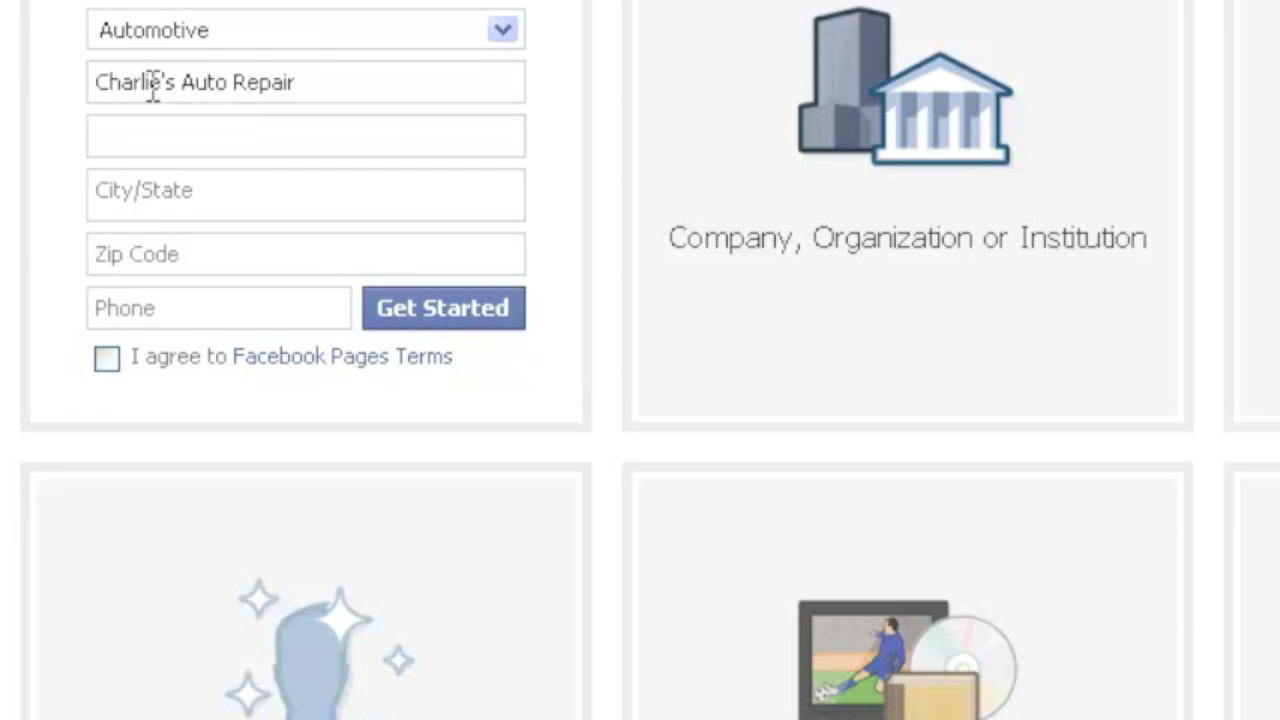 Automotive
Charlie's Auto Repair
City/State
Zip Code
Phone
Get Started
I agree to Facebook Pages Terms
Company, Organization or Institution